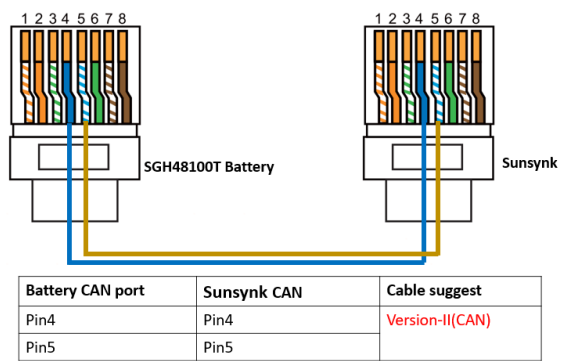 1 2 3 4 5 6 7 8
1 2 3 4 5 6 7 8
SGH48100T Battery
Sunsynk
Battery CAN port
Sunsynk CAN
Cable suggest
Pin4
Pin4
Version-II(CAN)
Pin5
Pin5